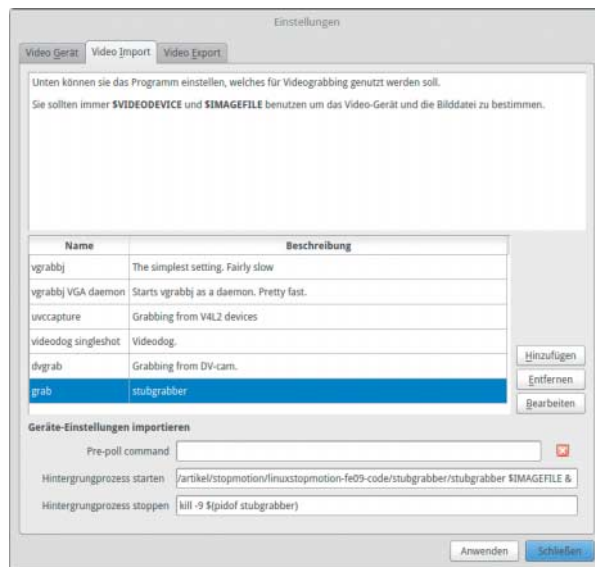 Einstellungen
Video Gerät Video Import Video Export
Unten können sie das Programm einstellen, welches für Videograbbing genutzt werden soll.
Sie sollten immer $VIDEODEVICE und $IMAGEFILE benutzen um das Video-Gerät und die Bilddatei zu bestimmen.
Name Beschreibung
vgrabbj The simplest setting. Fairly slow
vgrabbj VGA daemon Starts vgrabbj as a daemon. Pretty fast.
uvccapture Grabbing from V4L2 devices
videodog singleshot Videodog.
dvgrab Grabbing from DV-cam.
grab stubgrabber
Hinzufügen
Entfernen
Bearbeiten
Geräte-Einstellungen importieren
Pre-poll command
Hintergrungprozess starten /artikel/stopmotion/linuxstopmotion-fe09-code/stubgrabber/stubgrabber $IMAGEFILE &
Hintergrungprozess stoppen kill -9 $(pidof stubgrabber)
Anwenden Schließen